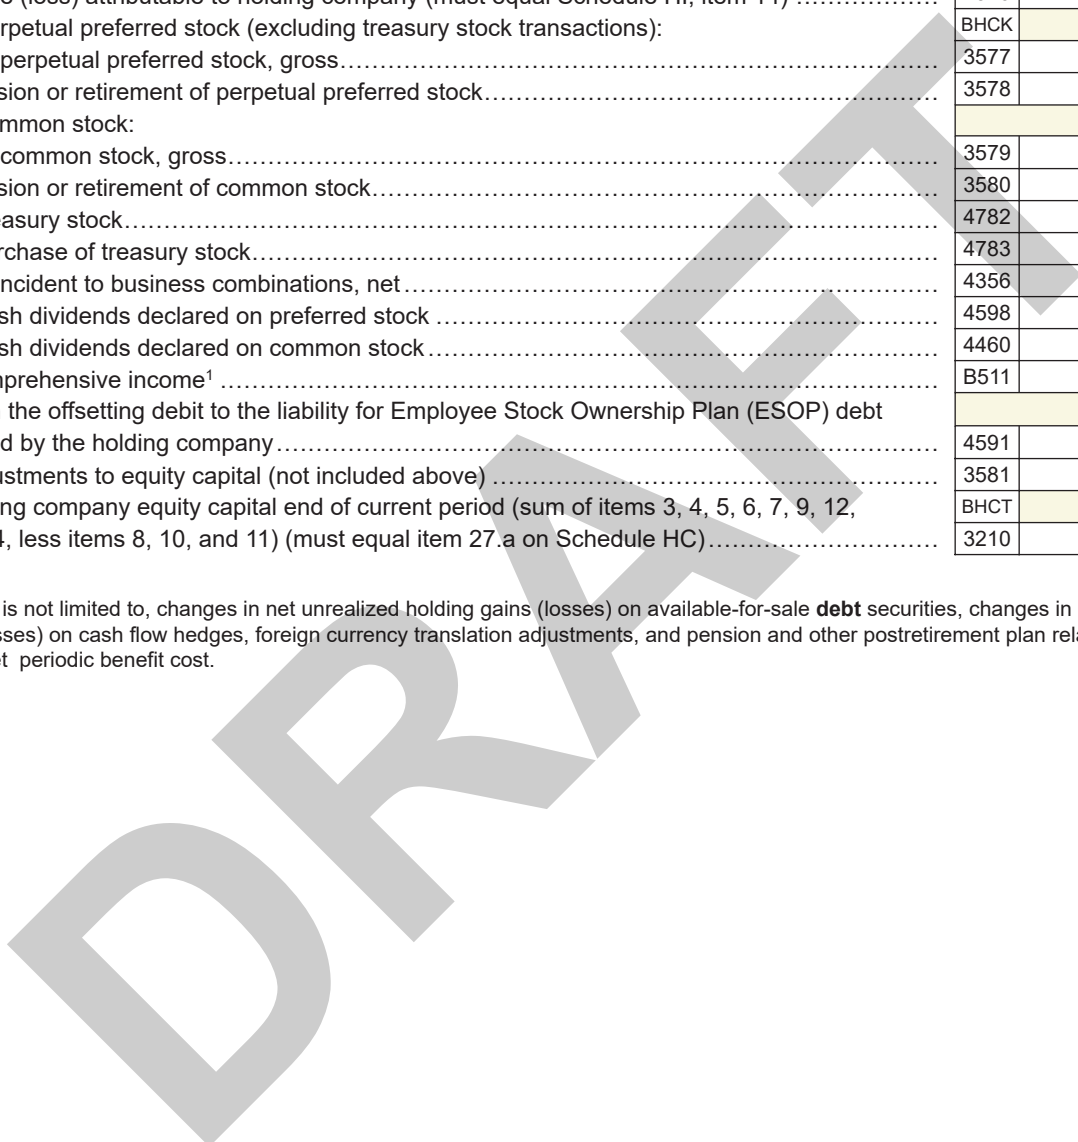 (loss) attributable to holding company (must equal Schedule HI, item 14)
rpetual preferred stock (excluding treasury stock transactions): BHCK
perpetual preferred stock, gross 3577
sion or retirement of perpetual preferred stock 3578
mmon stock:
common stock, gross 3579
sion or retirement of common stock 3580
easury stock 4782
rchase of treasury stock 4783
ncident to business combinations, net 4356
sh dividends declared on preferred stock 4598
sh dividends declared on common stock 4460
mprehensive income¹ B511
the offsetting debit to the liability for Employee Stock Ownership Plan (ESOP) debt
d by the holding company 4591
ustments to equity capital (not included above) 3581
ng company equity capital end of current period (sum of items 3, 4, 5, 6, 7, 9, 12, BHCT
4, less items 8, 10, and 11) (must equal item 27.a on Schedule HC) 3210
is not limited to, changes in net unrealized holding gains (losses) on available-for-sale debt securities, changes in
sses) on cash flow hedges, foreign currency translation adjustments, and pension and other postretirement plan rela
et periodic benefit cost.
DRAFT